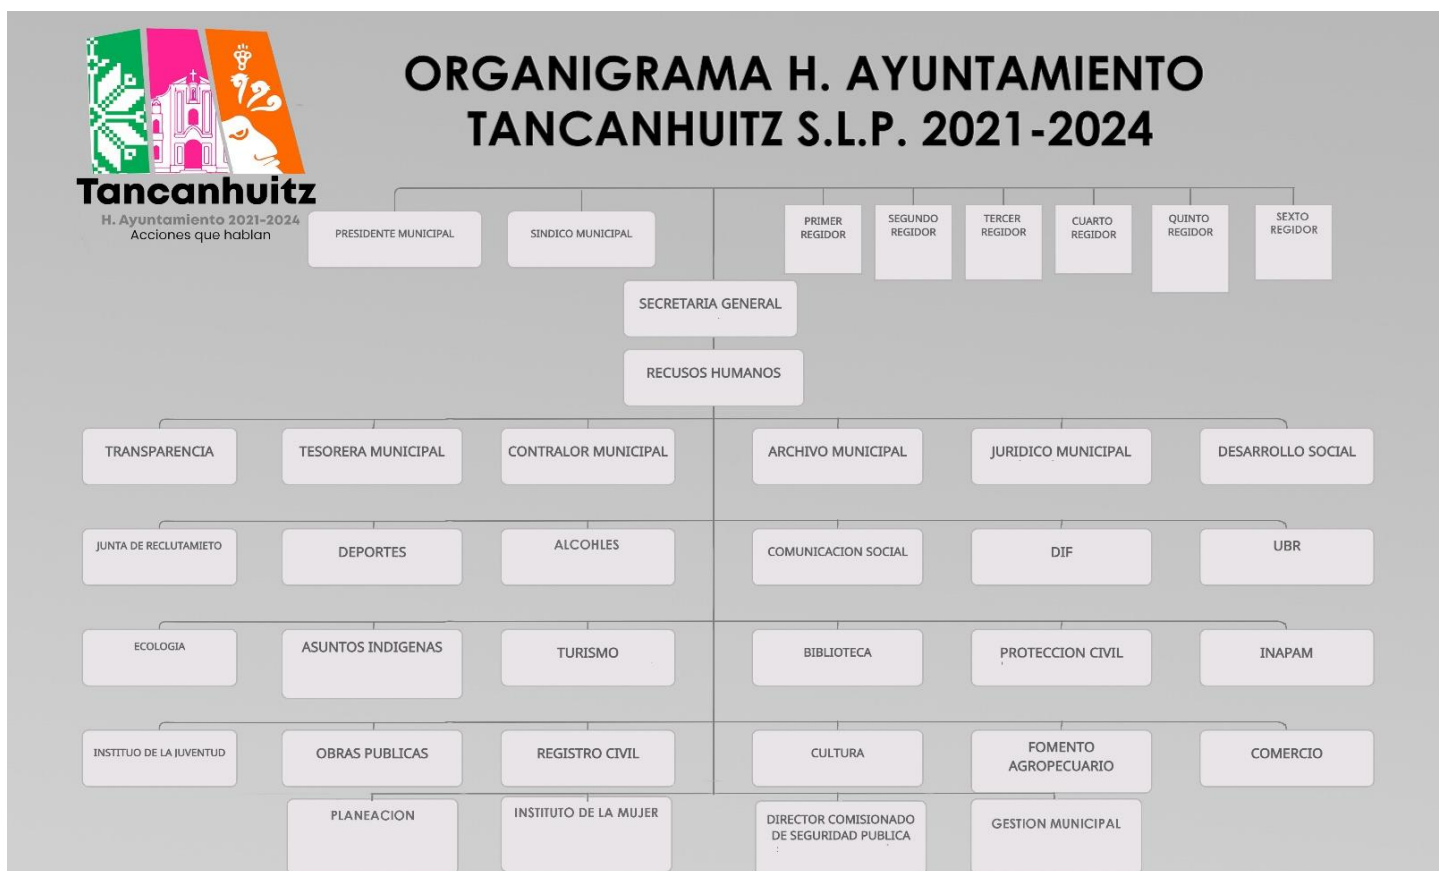 ORGANIGRAMA H. AYUNTAMIENTO
TANCANHUITZ S.L.P. 2021-2024
Tancanhuitz
H. Ayuntamiento 2021-2024
Acciones que hablan
PRESIDENTE MUNICIPAL
SINDICO MUNICIPAL
PRIMER
REGIDOR
SEGUNDO
REGIDOR
TERCER
REGIDOR
CUARTO
REGIDOR
QUINTO
REGIDOR
SEXTO
REGIDOR
SECRETARIA GENERAL
RECUSOS HUMANOS
TRANSPARENCIA
TESORERA MUNICIPAL
CONTRALOR MUNICIPAL
ARCHIVO MUNICIPAL
JURIDICO MUNICIPAL
DESARROLLO SOCIAL
JUNTA DE RECLUTAMIETO
DEPORTES
ALCOHLES
COMUNICACION SOCIAL
DIF
UBR
ECOLOGIA
ASUNTOS INDIGENAS
TURISMO
BIBLIOTECA
PROTECCION CIVIL
INAPAM
INSTITUO DE LA JUVENTUD
OBRAS PUBLICAS
REGISTRO CIVIL
CULTURA
FOMENTO
AGROPECUARIO
COMERCIO
PLANEACION
INSTITUTO DE LA MUJER
DIRECTOR COMISIONADO
DE SEGURIDAD PUBLICA
GESTION MUNICIPAL